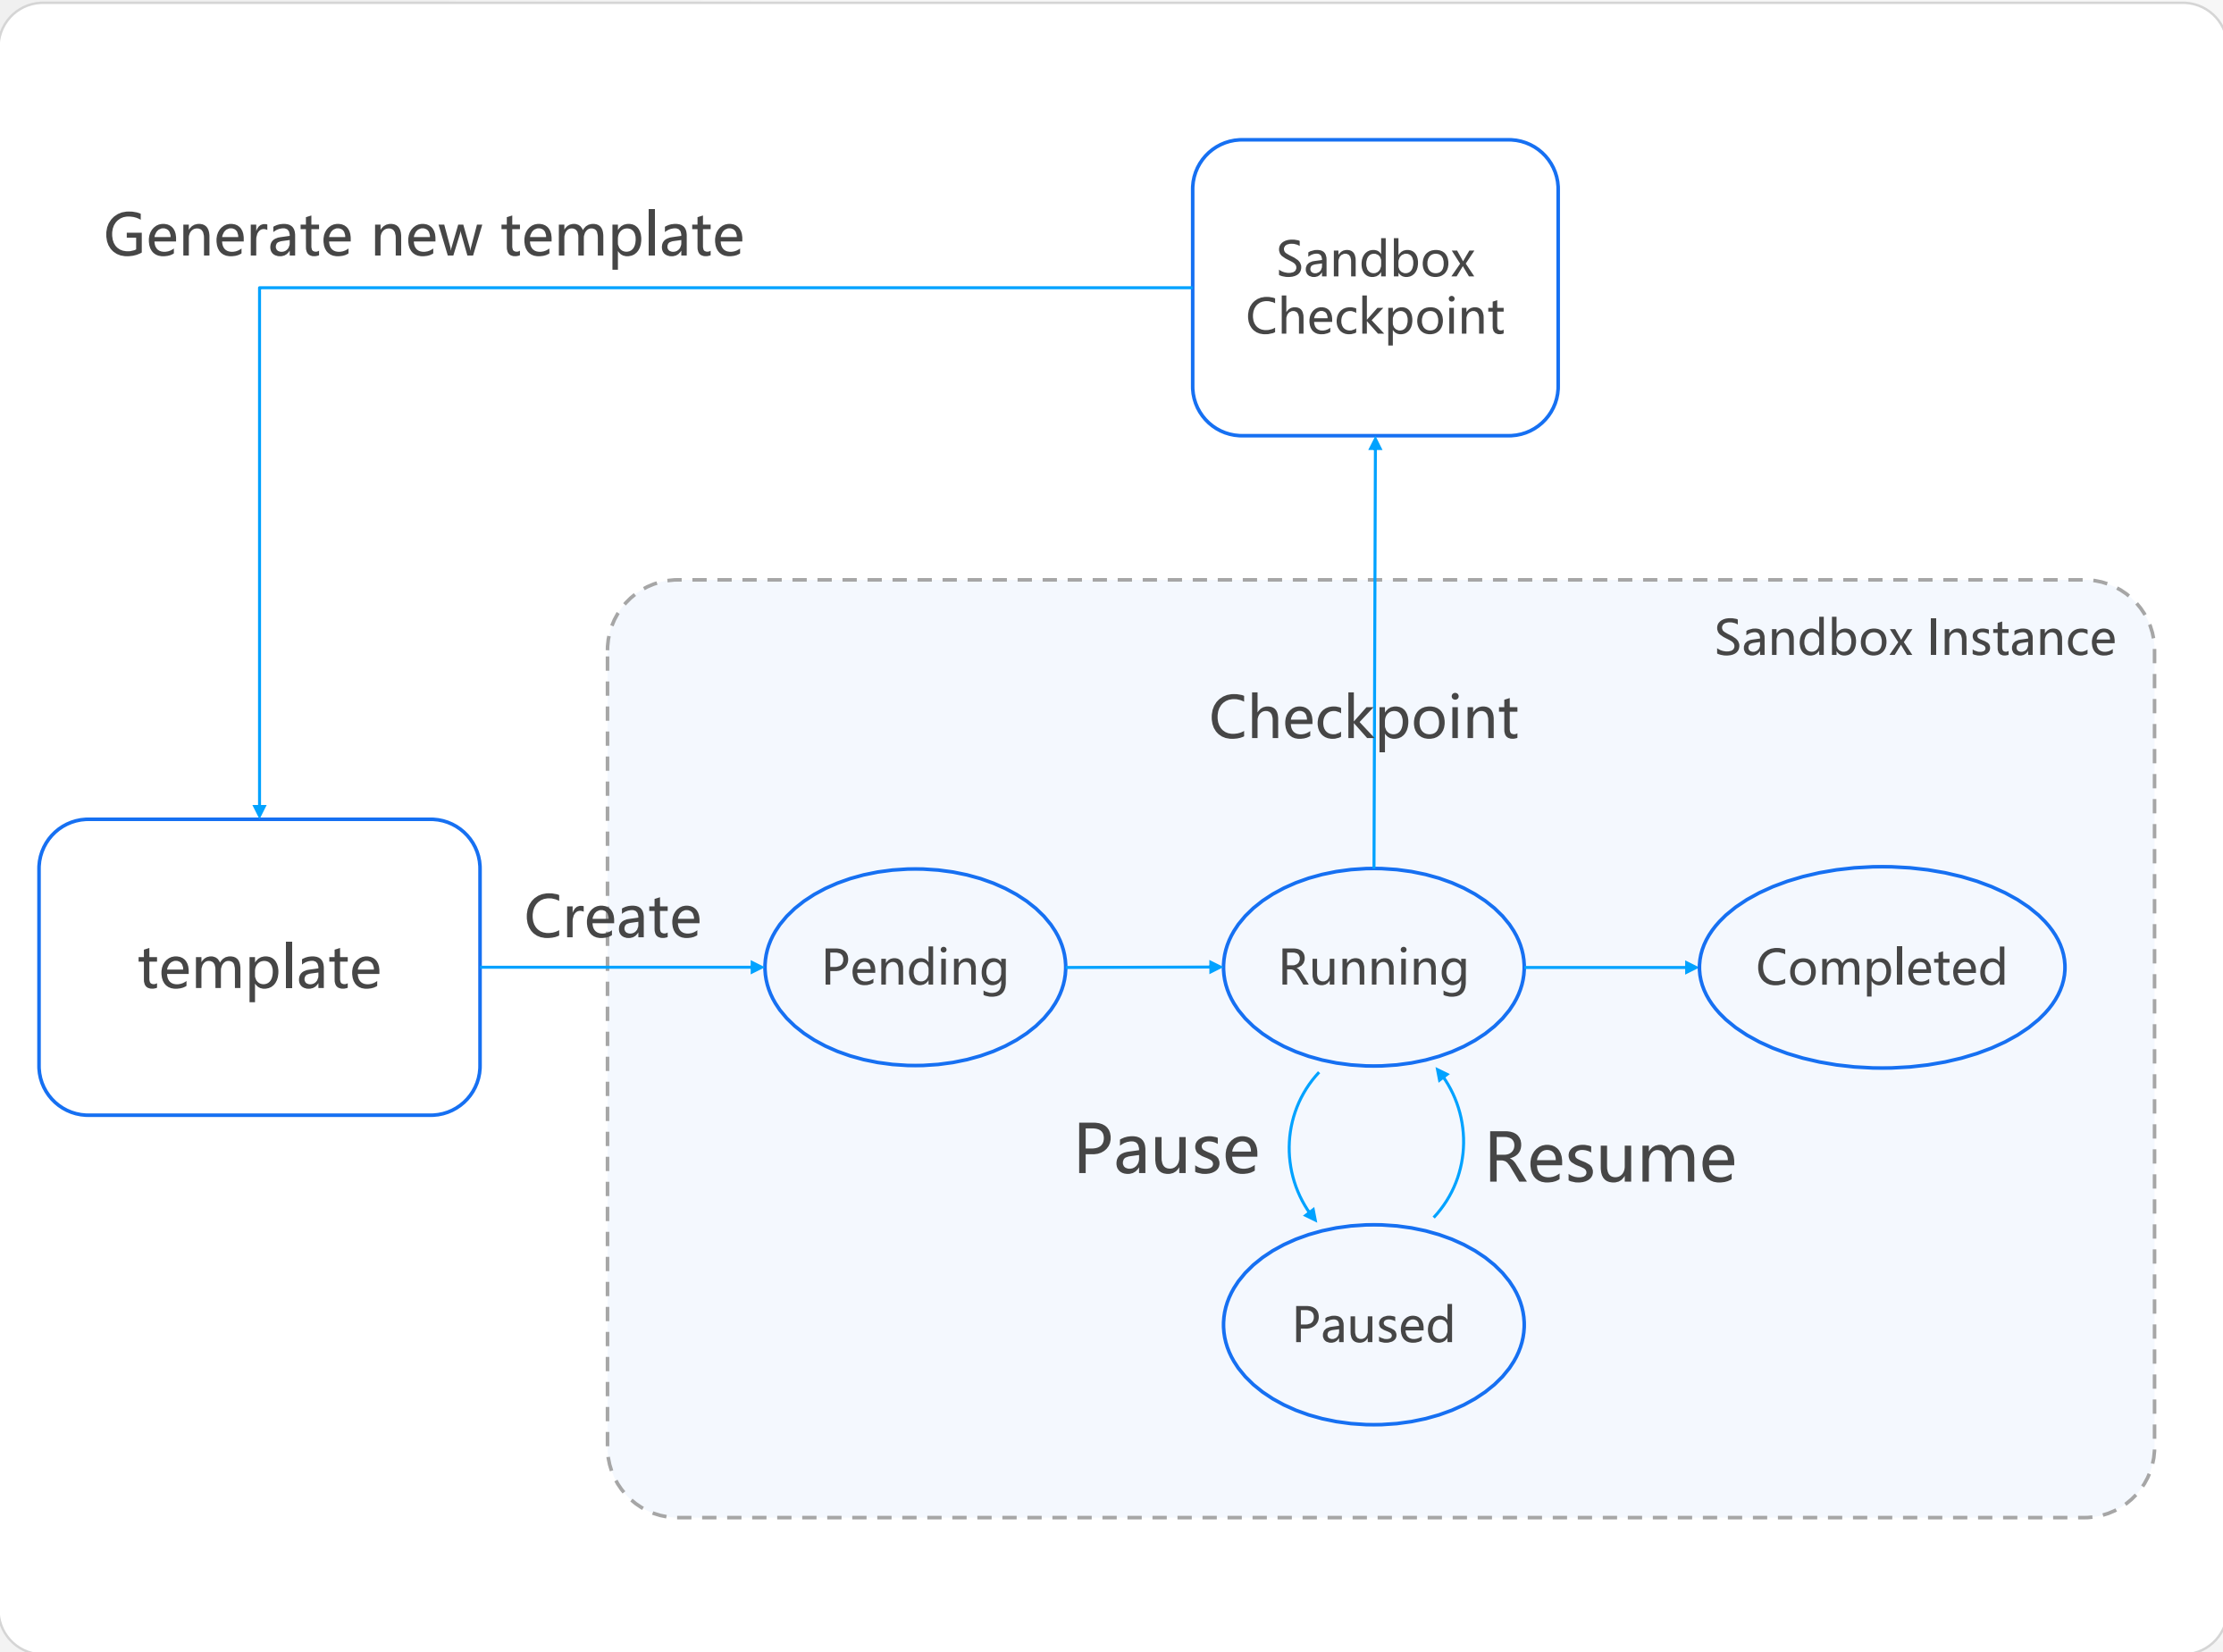 Generate new template
Sandbox
Checkpoint
Sandbox Instance
Checkpoint
Create
template
Pending
Running
Completed
Pause
Resume
Paused